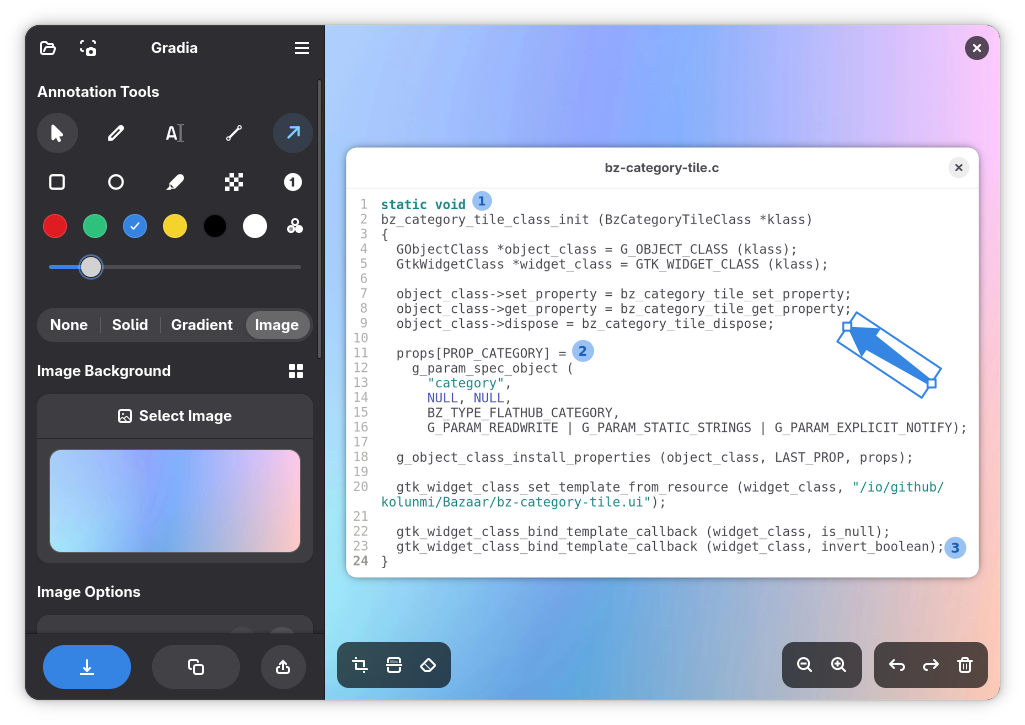 Gradia
Annotation Tools
A
1
None Solid Gradient Image
Image Background
Select Image
Image Options
bz-category-tile.c
1 static void 1
2 bz_category_tile_class_init (BzCategoryTileClass *klass)
3 {
4   GObjectClass *object_class = G_OBJECT_CLASS (klass);
5   GtkWidgetClass *widget_class = GTK_WIDGET_CLASS (klass);
6
7   object_class->set_property = bz_category_tile_set_property;
8   object_class->get_property = bz_category_tile_get_property;
9   object_class->dispose = bz_category_tile_dispose;
10
11   props[PROP_CATEGORY] = 2
12     g_param_spec_object (
13       "category",
14       NULL, NULL,
15       BZ_TYPE_FLATHUB_CATEGORY,
16       G_PARAM_READWRITE | G_PARAM_STATIC_STRINGS | G_PARAM_EXPLICIT_NOTIFY);
17
18   g_object_class_install_properties (object_class, LAST_PROP, props);
19
20   gtk_widget_class_set_template_from_resource (widget_class, "/io/github/
kolunmi/Bazaar/bz-category-tile.ui");
21
22   gtk_widget_class_bind_template_callback (widget_class, is_null);
23   gtk_widget_class_bind_template_callback (widget_class, invert_boolean); 3
24 }